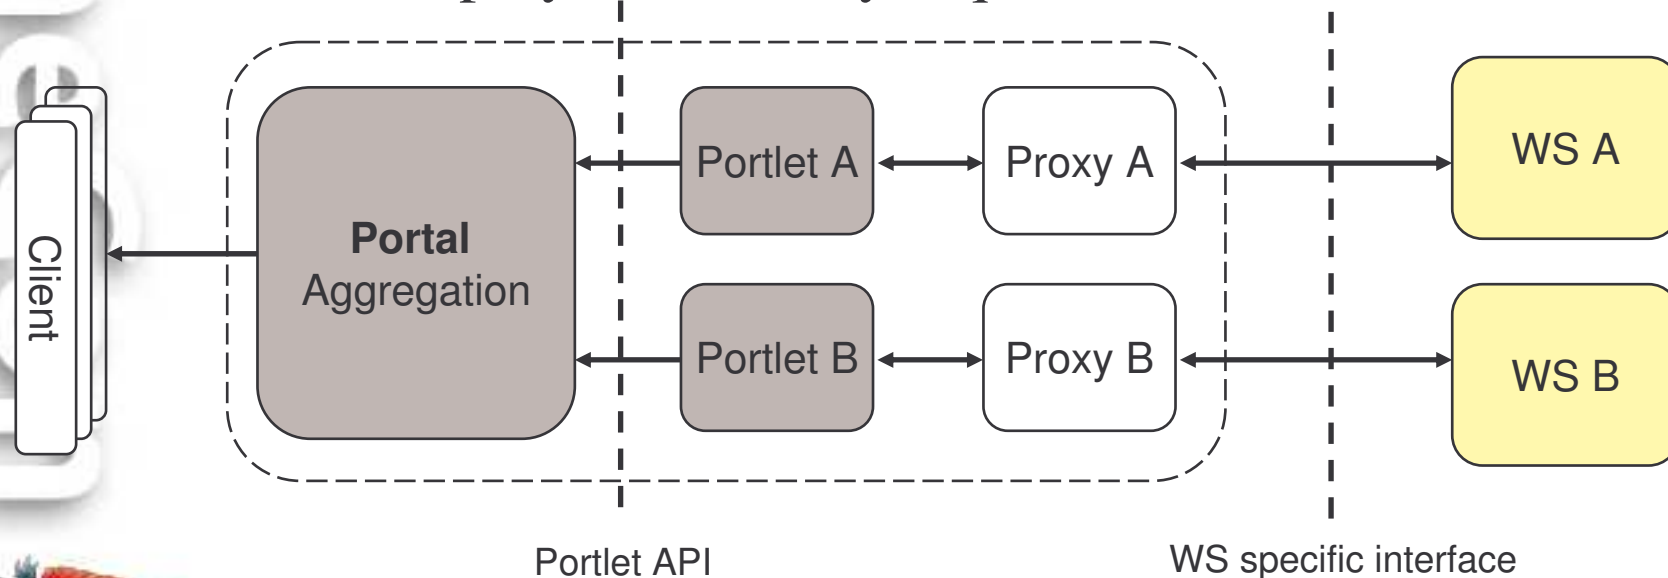 Client
Portal
Aggregation
Portlet A
Proxy A
WS A
Portlet B
Proxy B
WS B
Portlet API
WS specific interface